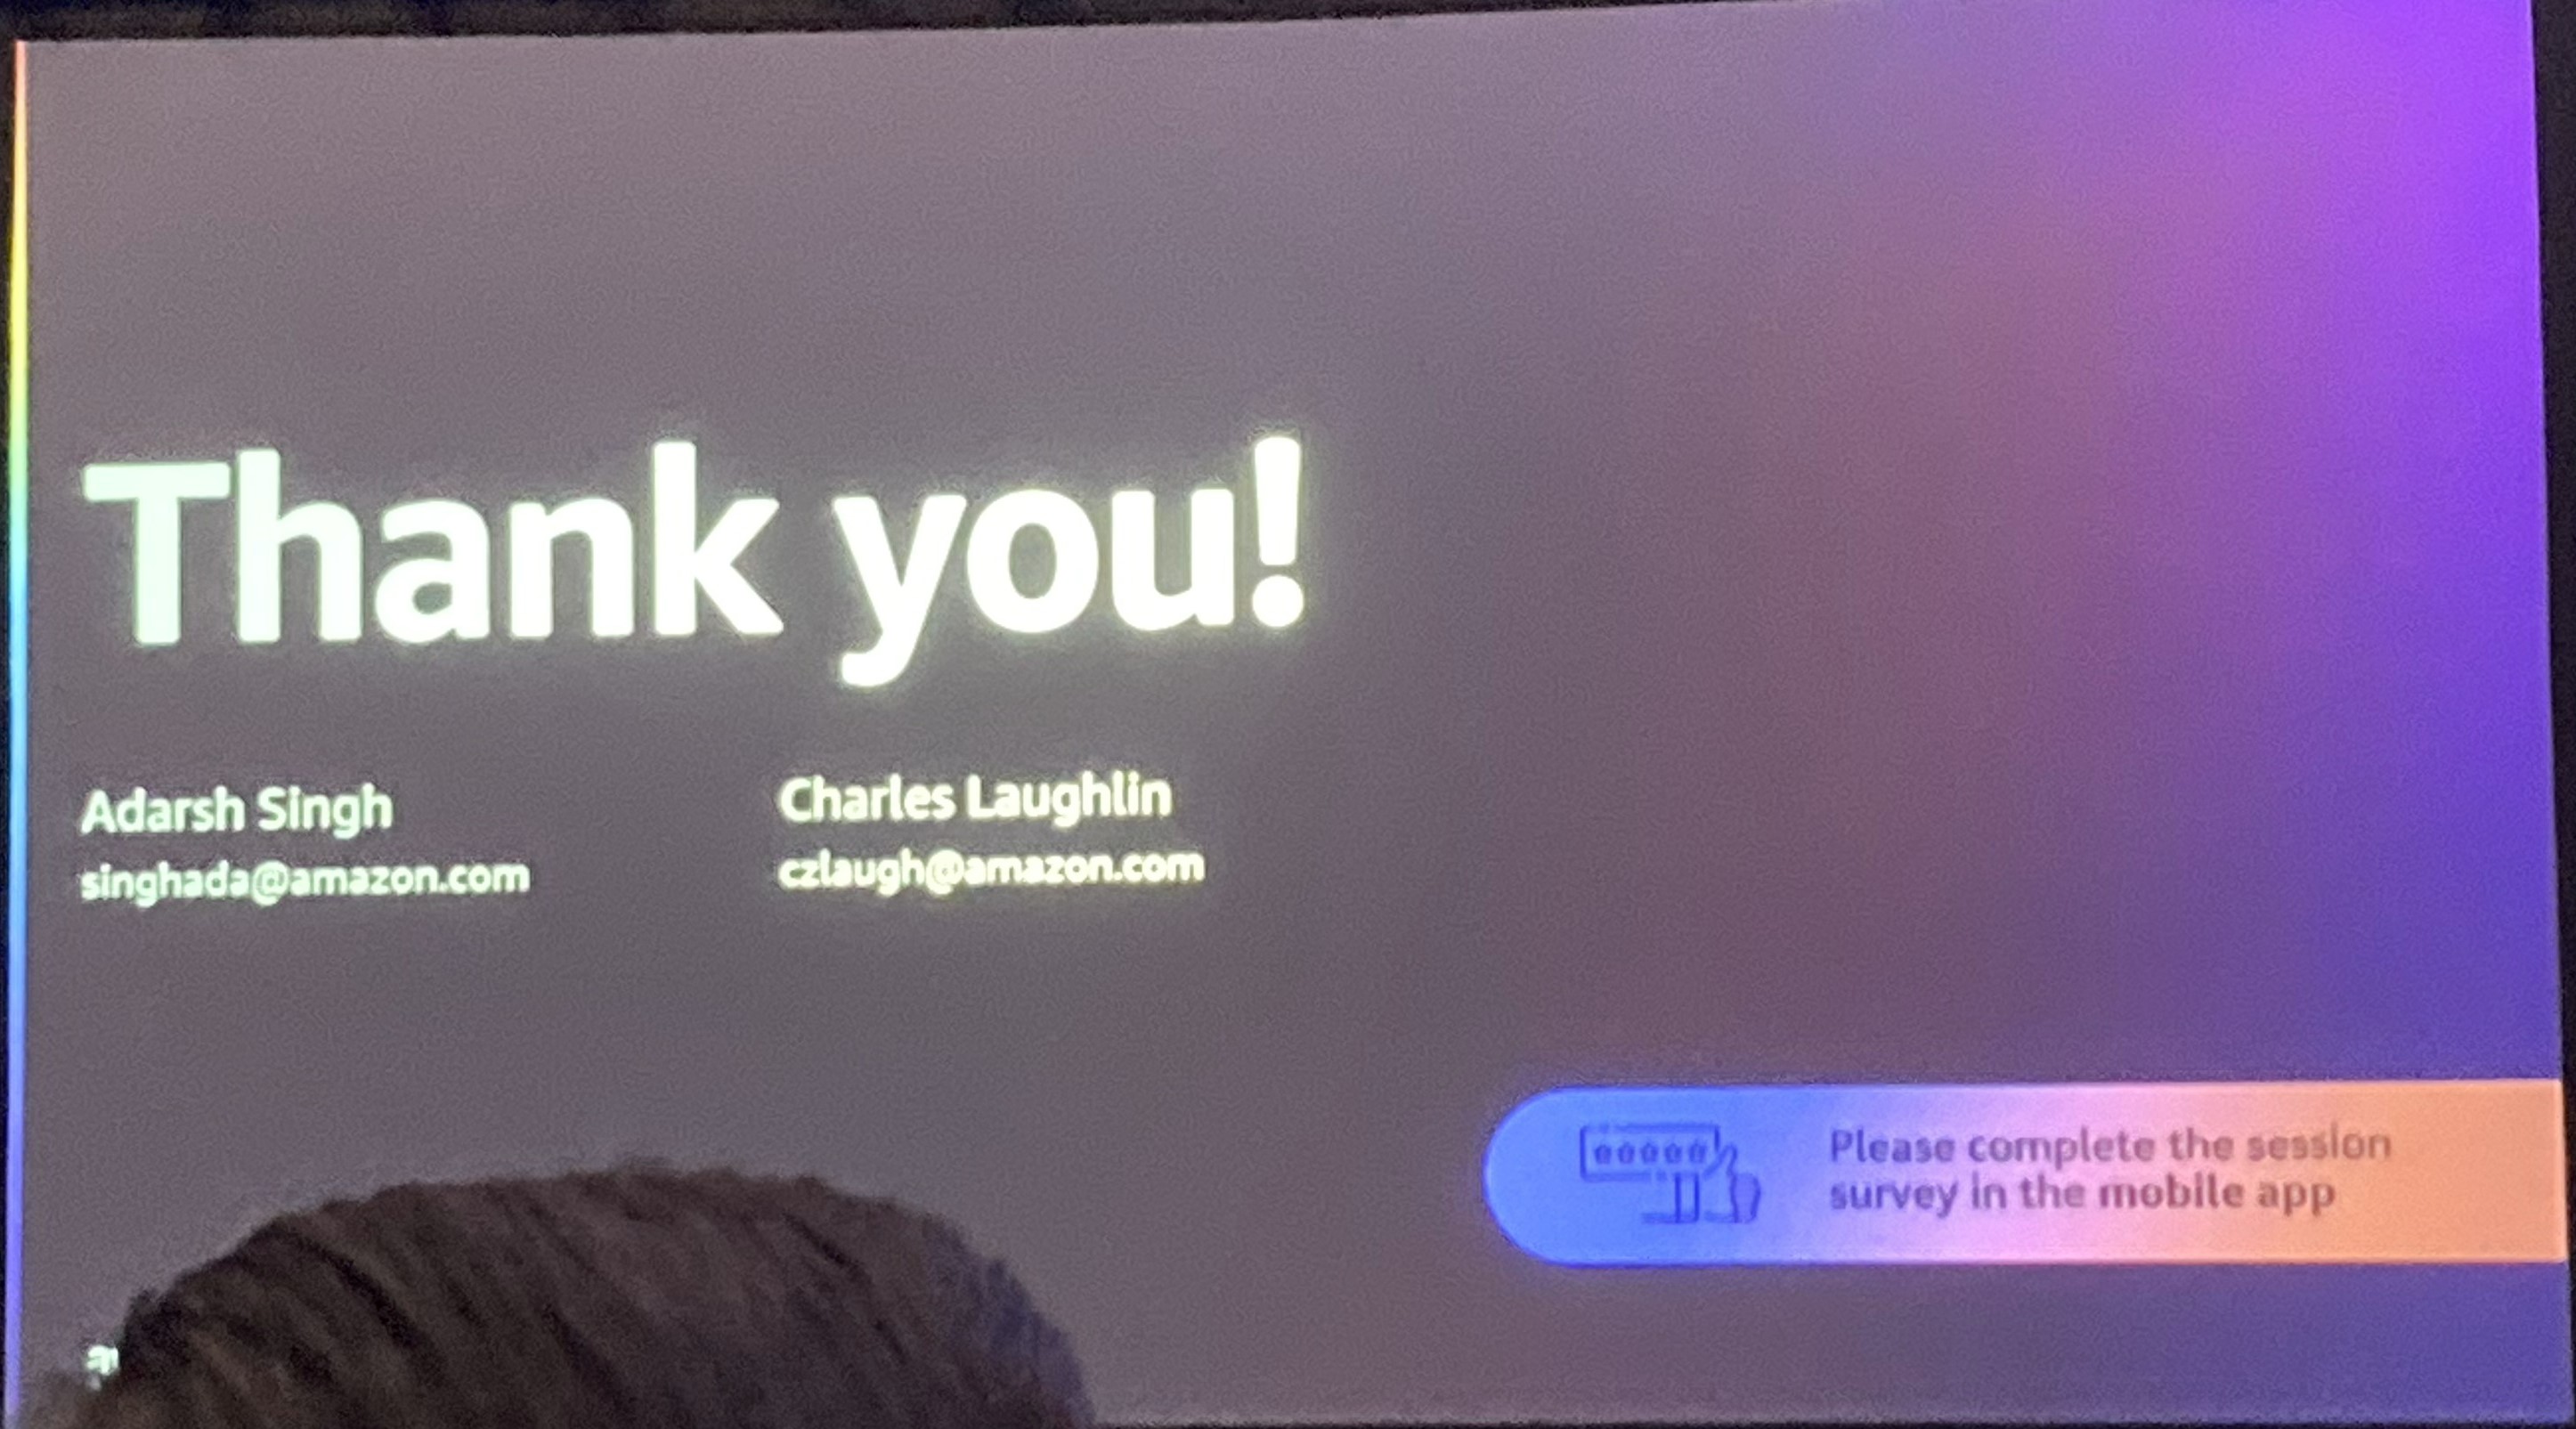 Thank you!
Adarsh Singh
singhada@amazon.com
Charles Laughlin
czlaugh@amazon.com
Please complete the session
survey in the mobile app